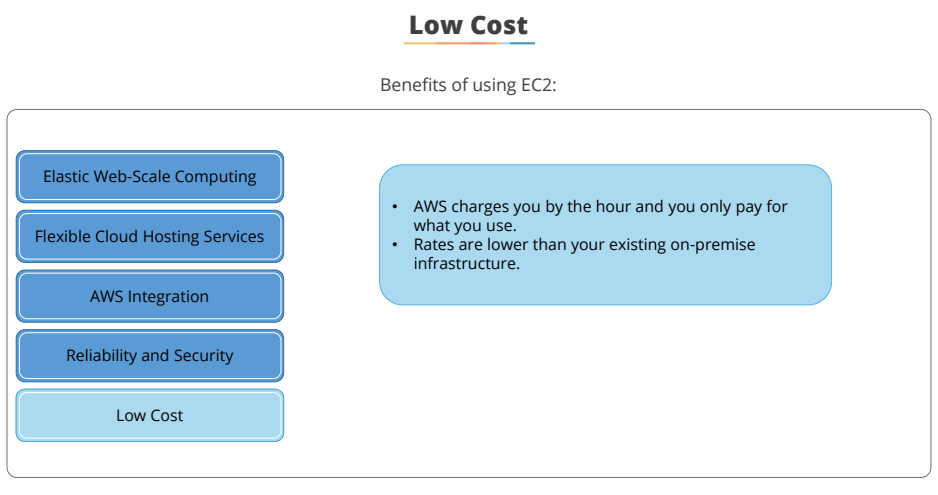 Low Cost
Benefits of using EC2:
Elastic Web-Scale Computing
Flexible Cloud Hosting Services
AWS Integration
Reliability and Security
Low Cost
• AWS charges you by the hour and you only pay for
what you use.
• Rates are lower than your existing on-premise
infrastructure.